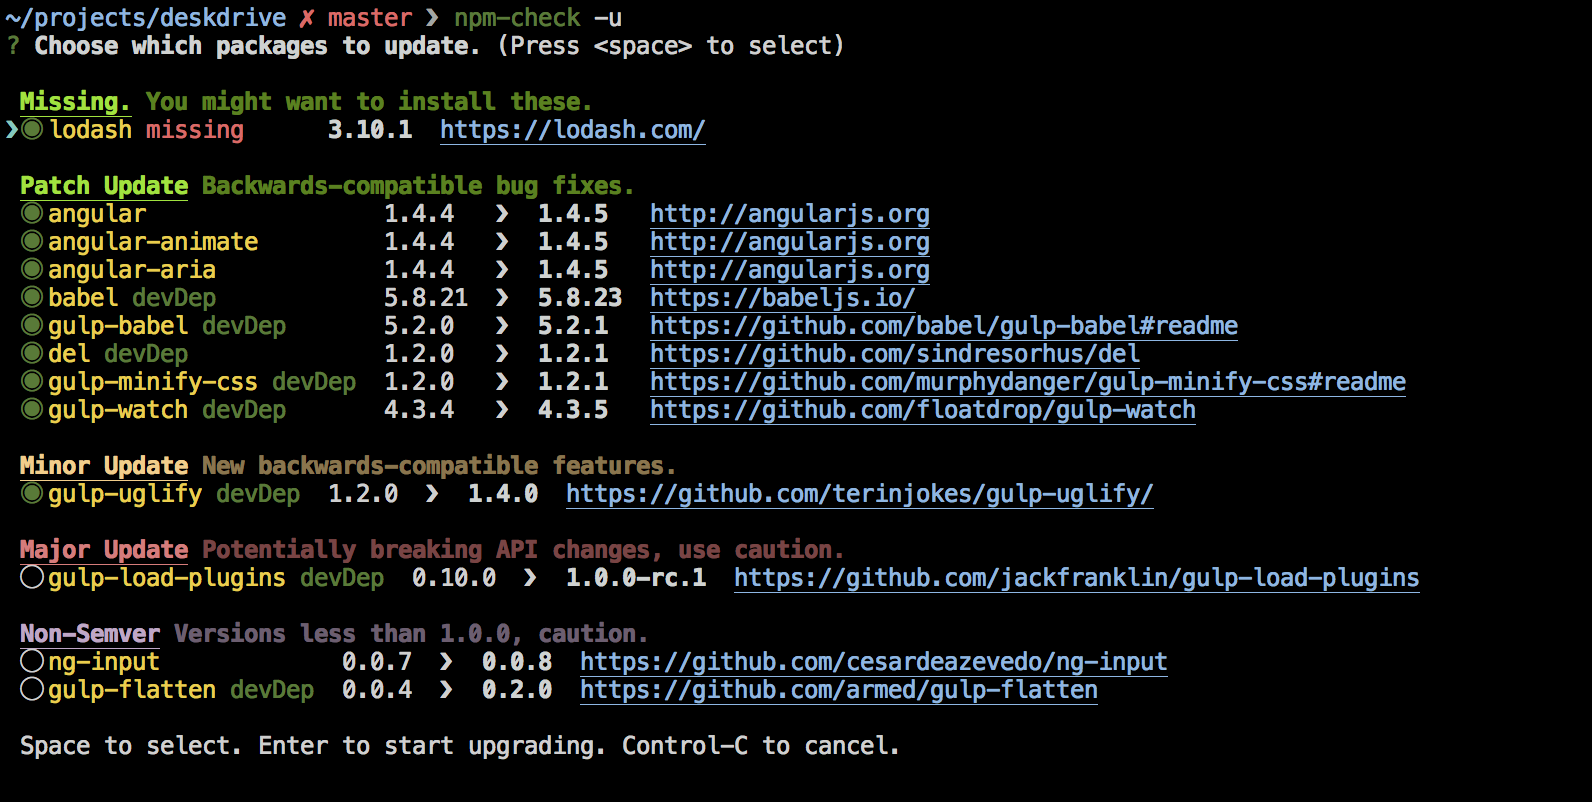 ~/projects/deskdrive ✗ master ❯ npm-check -u
? Choose which packages to update. (Press <space> to select)
Missing. You might want to install these.
❯◉ lodash missing 3.10.1 https://lodash.com/
Patch Update Backwards-compatible bug fixes.
◉ angular 1.4.4 ❯ 1.4.5 http://angularjs.org
◉ angular-animate 1.4.4 ❯ 1.4.5 http://angularjs.org
◉ angular-aria 1.4.4 ❯ 1.4.5 http://angularjs.org
◉ babel devDep 5.8.21 ❯ 5.8.23 https://babeljs.io/
◉ gulp-babel devDep 5.2.0 ❯ 5.2.1 https://github.com/babel/gulp-babel#readme
◉ del devDep 1.2.0 ❯ 1.2.1 https://github.com/sindresorhus/del
◉ gulp-minify-css devDep 1.2.0 ❯ 1.2.1 https://github.com/murphydanger/gulp-minify-css#readme
◉ gulp-watch devDep 4.3.4 ❯ 4.3.5 https://github.com/floatdrop/gulp-watch
Minor Update New backwards-compatible features.
◉ gulp-uglify devDep 1.2.0 ❯ 1.4.0 https://github.com/terinjokes/gulp-uglify/
Major Update Potentially breaking API changes, use caution.
◯ gulp-load-plugins devDep 0.10.0 ❯ 1.0.0-rc.1 https://github.com/jackfranklin/gulp-load-plugins
Non-Semver Versions less than 1.0.0, caution.
◯ ng-input 0.0.7 ❯ 0.0.8 https://github.com/cesardeazevedo/ng-input
◯ gulp-flatten devDep 0.0.4 ❯ 0.2.0 https://github.com/armed/gulp-flatten
Space to select. Enter to start upgrading. Control-C to cancel.